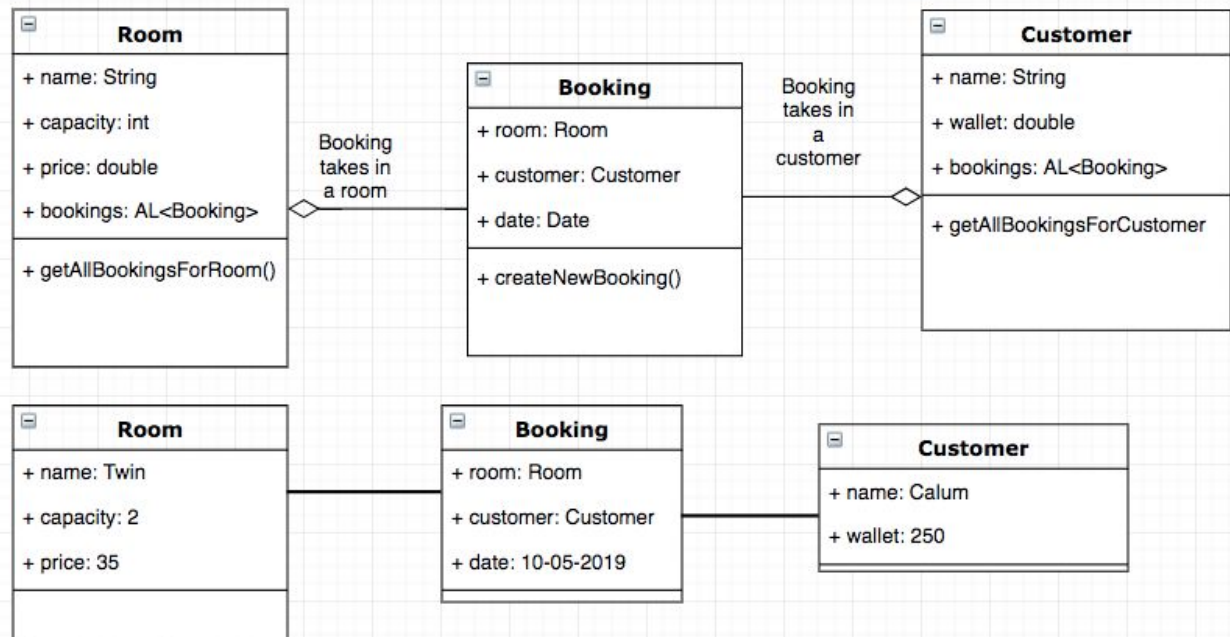 Room
+ name: String
+ capacity: int
+ price: double
+ bookings: AL<Booking>
+ getAllBookingsForRoom()
Booking
takes in
a room
Booking
+ room: Room
+ customer: Customer
+ date: Date
+ createNewBooking()
Booking
takes in
a
customer
Customer
+ name: String
+ wallet: double
+ bookings: AL<Booking>
+ getAllBookingsForCustomer
Room
+ name: Twin
+ capacity: 2
+ price: 35
Booking
+ room: Room
+ customer: Customer
+ date: 10-05-2019
Customer
+ name: Calum
+ wallet: 250